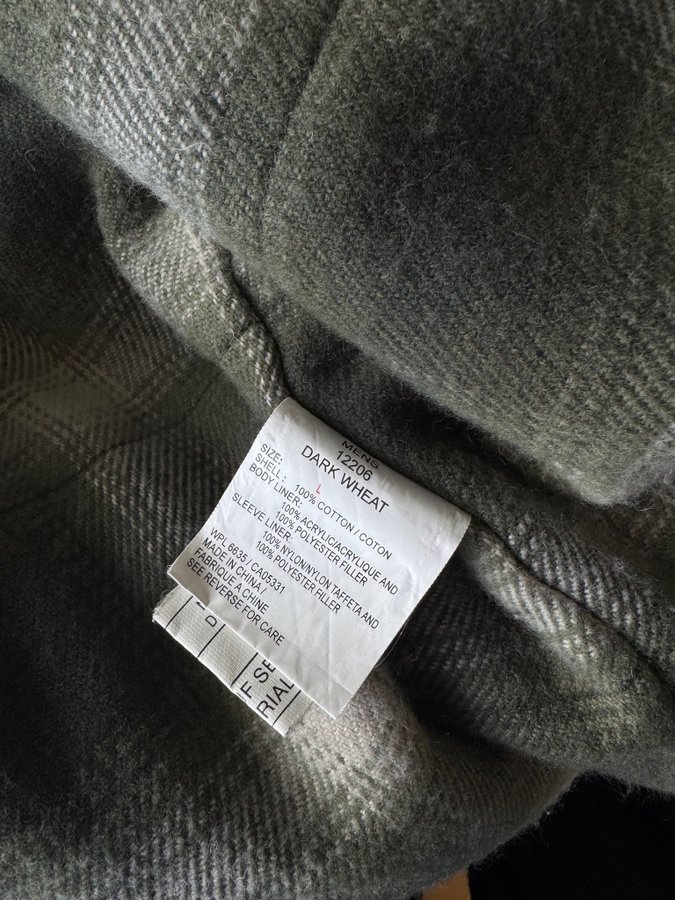 MENS
12206
DARK WHEAT
SIZE: L
SHELL: 100% COTTON / COTON
BODY LINER:
100% ACRYLIC/ACRYLIQUE AND
100% POLYESTER FILLER
SLEEVE LINER:
100% NYLON/NYLON TAFFETA AND
100% POLYESTER FILLER
WPL 6635 / CA05331
MADE IN CHINA /
FABRIQUE A CHINE
SEE REVERSE FOR CARE
D
F SE
RIAL